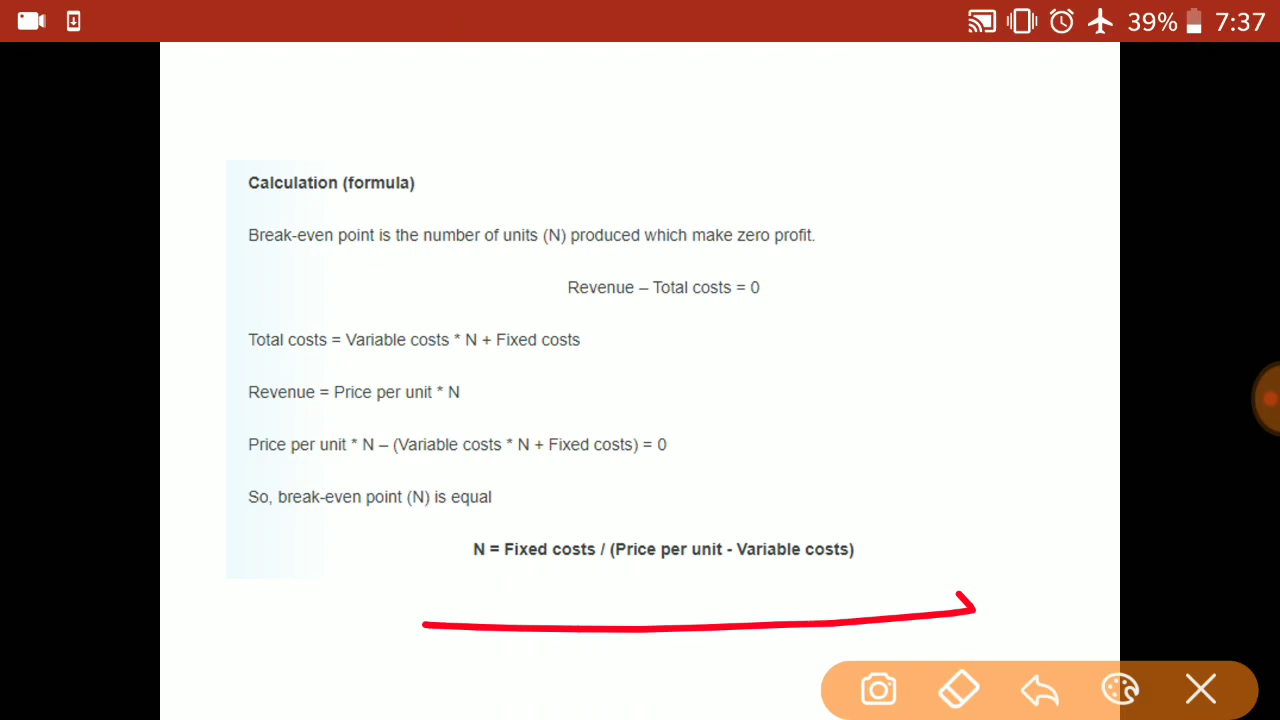 39% 7:37
Calculation (formula)
Break-even point is the number of units (N) produced which make zero profit.
Revenue – Total costs = 0
Total costs = Variable costs * N + Fixed costs
Revenue = Price per unit * N
Price per unit * N – (Variable costs * N + Fixed costs) = 0
So, break-even point (N) is equal
N = Fixed costs / (Price per unit - Variable costs)